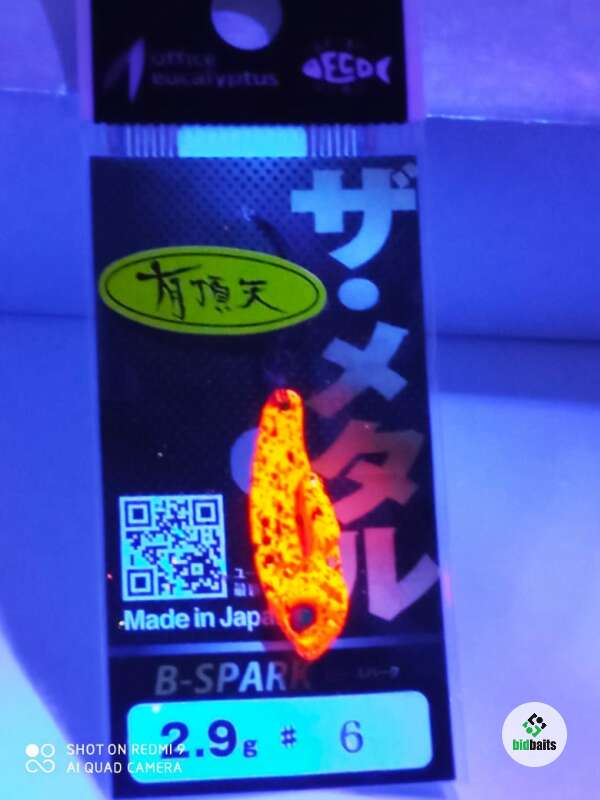 office
eucalyptus
ECO
有頂天
ザ・メタル
Made in Japa
B-SPARK
2.9g # 6
SHOT ON REDMI 9
AI QUAD CAMERA
bidbaits